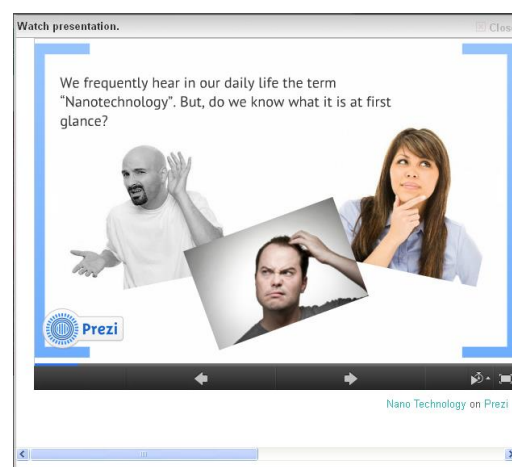 Watch presentation.
Clos
We frequently hear in our daily life the term
“Nanotechnology”. But, do we know what it is at first
glance?
Prezi
Nano Technology on Prezi